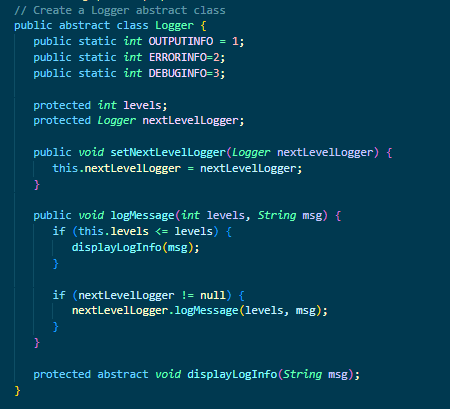 // Create a Logger abstract class
public abstract class Logger {
public static int OUTPUTINFO = 1;
public static int ERRORINFO=2;
public static int DEBUGINFO=3;
protected int levels;
protected Logger nextLevelLogger;
public void setNextLevelLogger(Logger nextLevelLogger) {
this.nextLevelLogger = nextLevelLogger;
}
public void logMessage(int levels, String msg) {
if (this.levels <= levels) {
displayLogInfo(msg);
}
if (nextLevelLogger != null) {
nextLevelLogger.logMessage(levels, msg);
}
}
protected abstract void displayLogInfo(String msg);
}